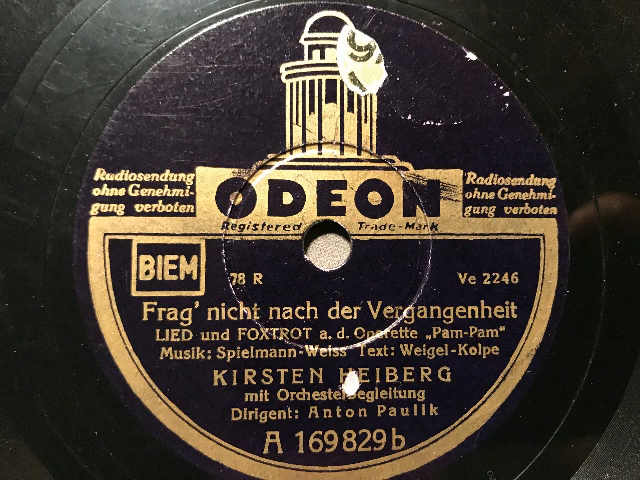 Radiosendung
ohne Genehmi-
gung verboten
ODEON
Registered Trade-Mark
Radiosendung
ohne Genehmi-
gung verboten
BIEM
78 R
Ve 2246
Frag' nicht nach der Vergangenheit
LIED und FOXTROT a. d. Operette „Pam-Pam"
Musik: Spielmann-Weiss Text: Weigel-Kolpe
KIRSTEN HEIBERG
mit Orchesterbegleitung
Dirigent: Anton Paulik
A 169829b